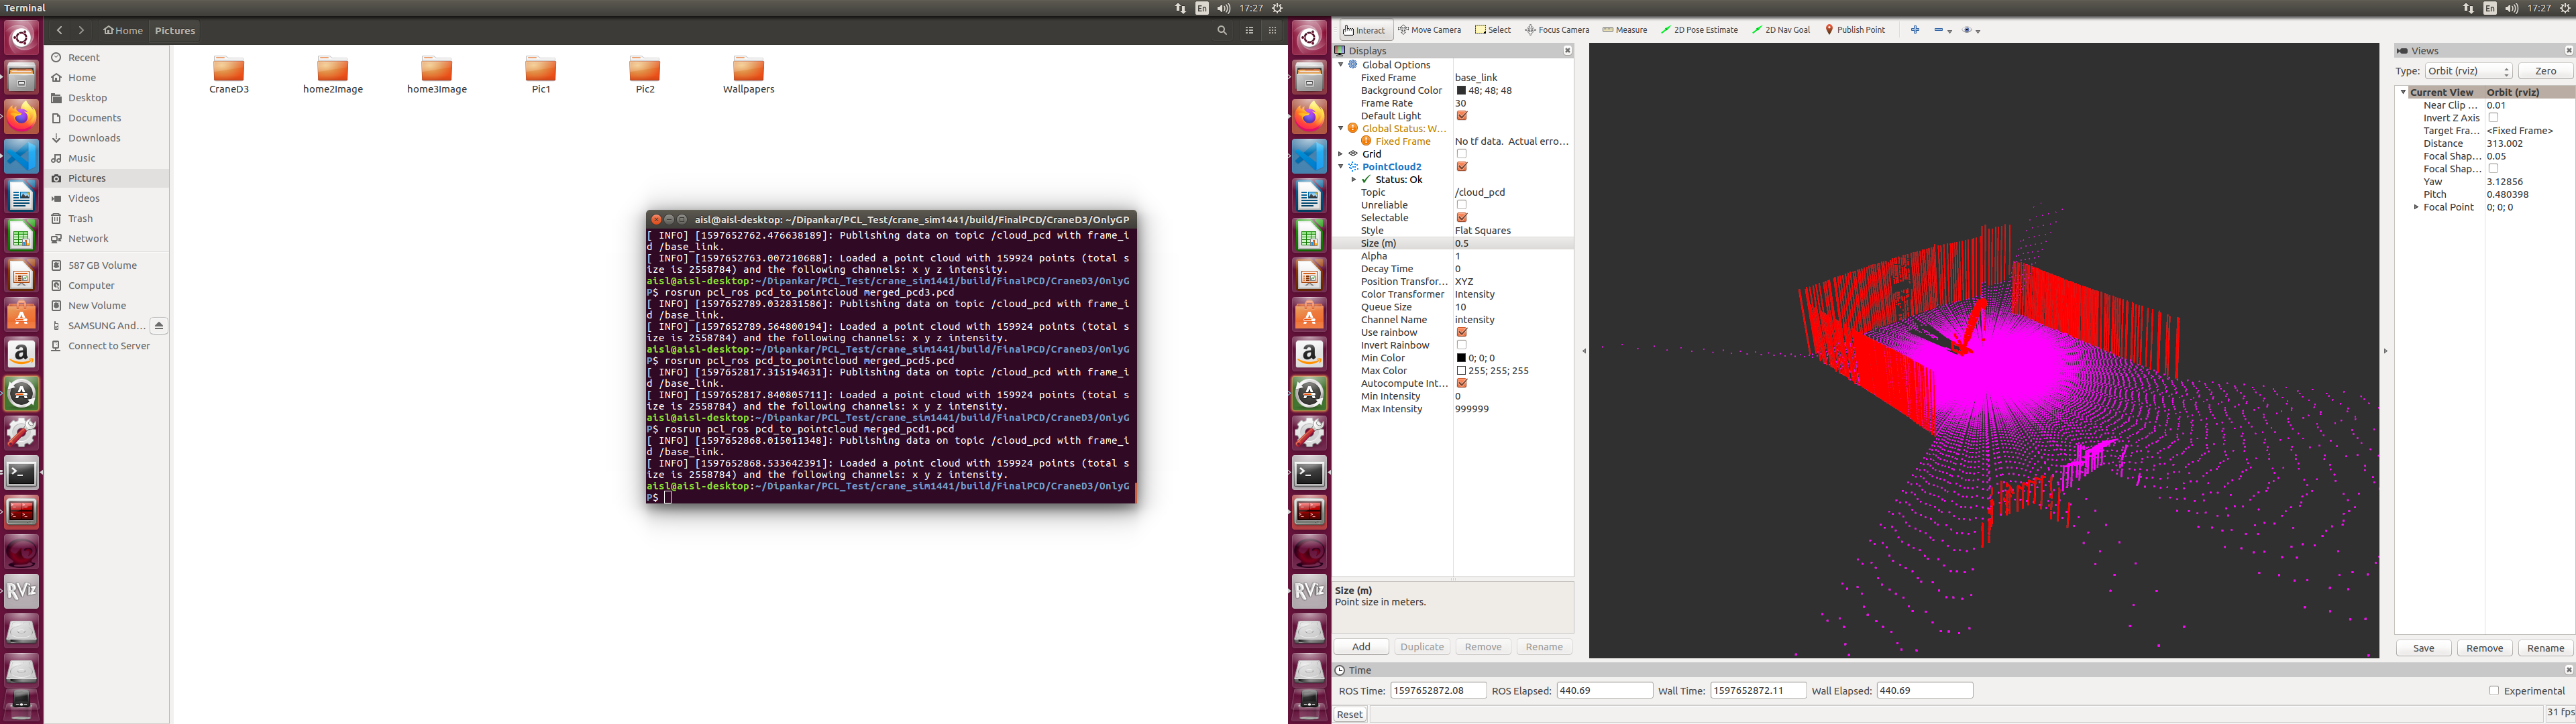 Terminal
En
17:27
Home
Pictures
Recent
Home
Desktop
Documents
Downloads
Music
Pictures
Videos
Trash
Network
587 GB Volume
Computer
New Volume
SAMSUNG And...
Connect to Server
CraneD3
home2Image
home3Image
Pic1
Pic2
Wallpapers
aisl@aisl-desktop: ~/Dipankar/PCL_Test/crane_sim1441/build/FinalPCD/CraneD3/OnlyGP
[ INFO] [1597652762.476638189]: Publishing data on topic /cloud_pcd with frame_i
d /base_link.
[ INFO] [1597652763.007210688]: Loaded a point cloud with 159924 points (total s
ize is 2558784) and the following channels: x y z intensity.
aisl@aisl-desktop:~/Dipankar/PCL_Test/crane_sim1441/build/FinalPCD/CraneD3/OnlyG
P$ rosrun pcl_ros pcd_to_pointcloud merged_pcd3.pcd
[ INFO] [1597652789.032831586]: Publishing data on topic /cloud_pcd with frame_i
d /base_link.
[ INFO] [1597652789.564800194]: Loaded a point cloud with 159924 points (total s
ize is 2558784) and the following channels: x y z intensity.
aisl@aisl-desktop:~/Dipankar/PCL_Test/crane_sim1441/build/FinalPCD/CraneD3/OnlyG
P$ rosrun pcl_ros pcd_to_pointcloud merged_pcd5.pcd
[ INFO] [1597652817.315194631]: Publishing data on topic /cloud_pcd with frame_i
d /base_link.
[ INFO] [1597652817.840805711]: Loaded a point cloud with 159924 points (total s
ize is 2558784) and the following channels: x y z intensity.
aisl@aisl-desktop:~/Dipankar/PCL_Test/crane_sim1441/build/FinalPCD/CraneD3/OnlyG
P$ rosrun pcl_ros pcd_to_pointcloud merged_pcd1.pcd
[ INFO] [1597652868.015011348]: Publishing data on topic /cloud_pcd with frame_i
d /base_link.
[ INFO] [1597652868.533642391]: Loaded a point cloud with 159924 points (total s
ize is 2558784) and the following channels: x y z intensity.
aisl@aisl-desktop:~/Dipankar/PCL_Test/crane_sim1441/build/FinalPCD/CraneD3/OnlyG
P$
RViz
En
17:27
Interact
Move Camera
Select
Focus Camera
Measure
2D Pose Estimate
2D Nav Goal
Publish Point
Displays
Global Options
Fixed Frame base_link
Background Color 48; 48; 48
Frame Rate 30
Default Light
Global Status: W...
Fixed Frame No tf data. Actual erro...
Grid
PointCloud2
Status: Ok
Topic /cloud_pcd
Unreliable
Selectable
Style Flat Squares
Size (m) 0.5
Alpha 1
Decay Time 0
Position Transfor... XYZ
Color Transformer Intensity
Queue Size 10
Channel Name intensity
Use rainbow
Invert Rainbow
Min Color 0; 0; 0
Max Color 255; 255; 255
Autocompute Int...
Min Intensity 0
Max Intensity 999999
Size (m)
Point size in meters.
Add Duplicate Remove Rename
RViz
Views
Type: Orbit (rviz) Zero
Current View Orbit (rviz)
Near Clip ... 0.01
Invert Z Axis
Target Fra... <Fixed Frame>
Distance 313.002
Focal Shap... 0.05
Focal Shap...
Yaw 3.12856
Pitch 0.480398
Focal Point 0; 0; 0
Save Remove Rename
Time
ROS Time: 1597652872.08 ROS Elapsed: 440.69 Wall Time: 1597652872.11 Wall Elapsed: 440.69 Experimental
Reset 31 fps